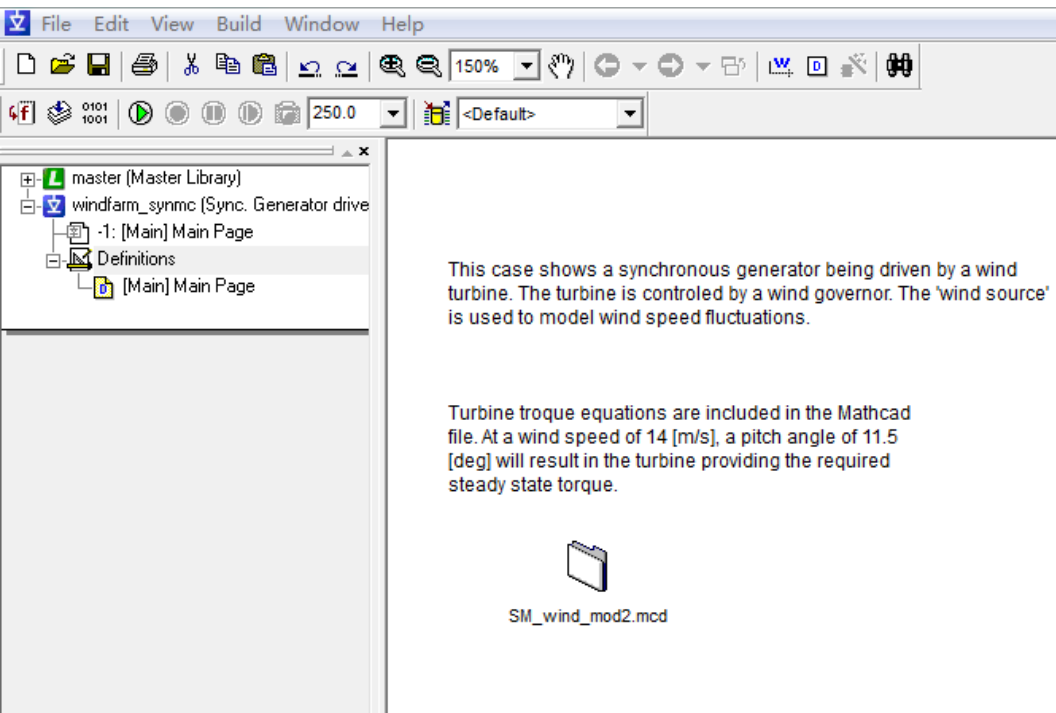 File Edit View Build Window Help
150%
0101
1001
250.0
<Default>
master (Master Library)
windfarm_synmc (Sync. Generator drive
-1: [Main] Main Page
Definitions
[Main] Main Page
This case shows a synchronous generator being driven by a wind
turbine. The turbine is controled by a wind governor. The 'wind source'
is used to model wind speed fluctuations.
Turbine troque equations are included in the Mathcad
file. At a wind speed of 14 [m/s], a pitch angle of 11.5
[deg] will result in the turbine providing the required
steady state torque.
SM_wind_mod2.mcd